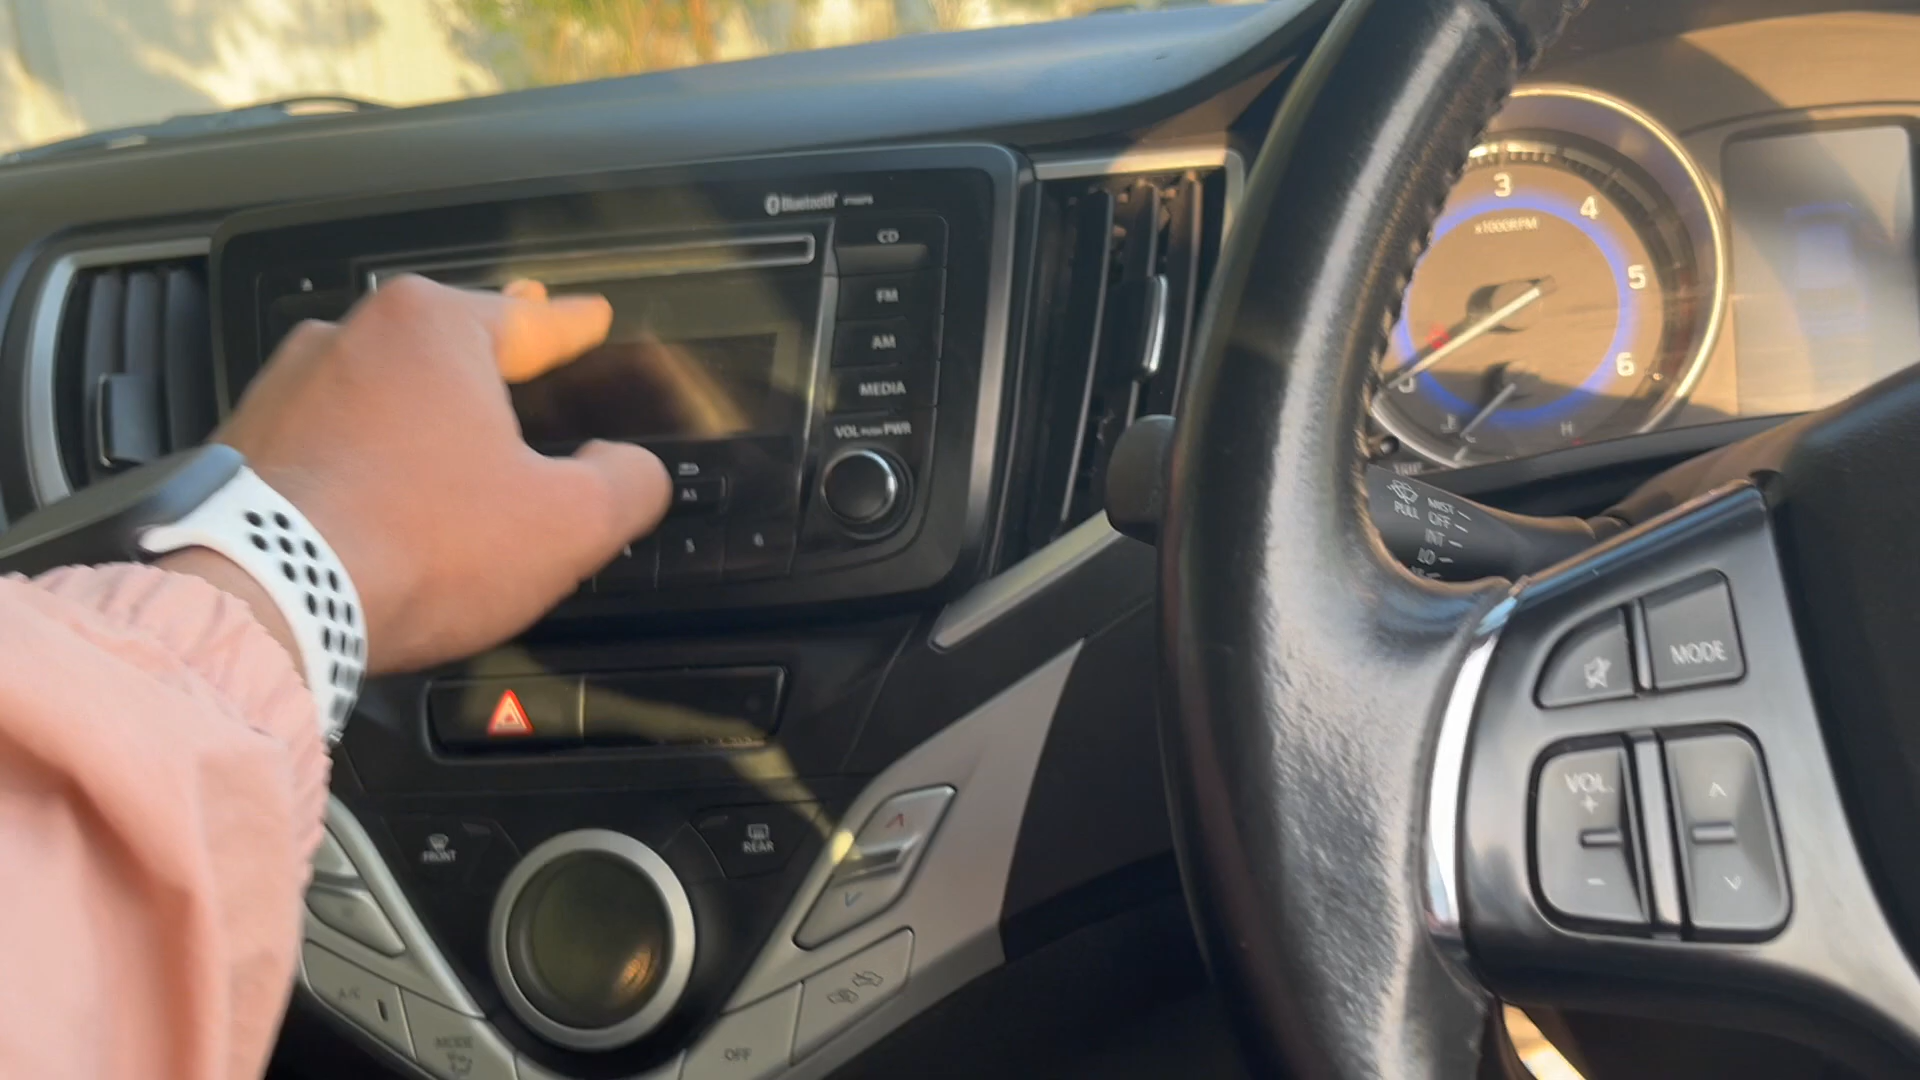 Bluetooth
CD
FM
AM
MEDIA
VOL PUSH PWR
AS
4
5
6
FRONT
REAR
A/C
MODE
OFF
3
4
5
6
x1000RPM
H
PULL
MIST
OFF
INT
LO
MODE
VOL
+
-